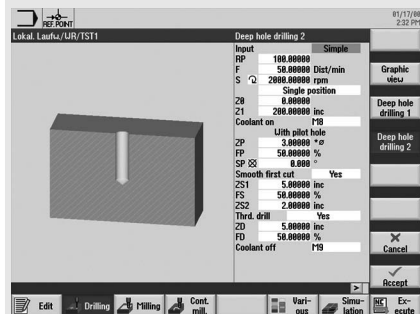 REF. POINT
01/17/08
2:32 PM
Lokal. Laufw./UR/TST1
Deep hole drilling 2
Input Simple
RP 100.00000
F 50.00000 Dist/min
S 2000.00000 rpm
Single position
Z0 0.00000
Z1 200.00000 inc
Coolant on M8
With pilot hole
ZP 3.00000 *ø
FP 50.00000 %
SP 0.000 °
Smooth first cut Yes
ZS1 5.00000 inc
FS 50.00000 %
ZS2 2.00000 inc
Thrd. drill Yes
ZD 5.00000 inc
FD 50.00000 %
Coolant off M9
Graphic view
Deep hole drilling 1
Deep hole drilling 2
Cancel
Accept
Edit
Drilling
Milling
Cont. mill.
Vari- ous
Simu- lation
NC Ex- ecute